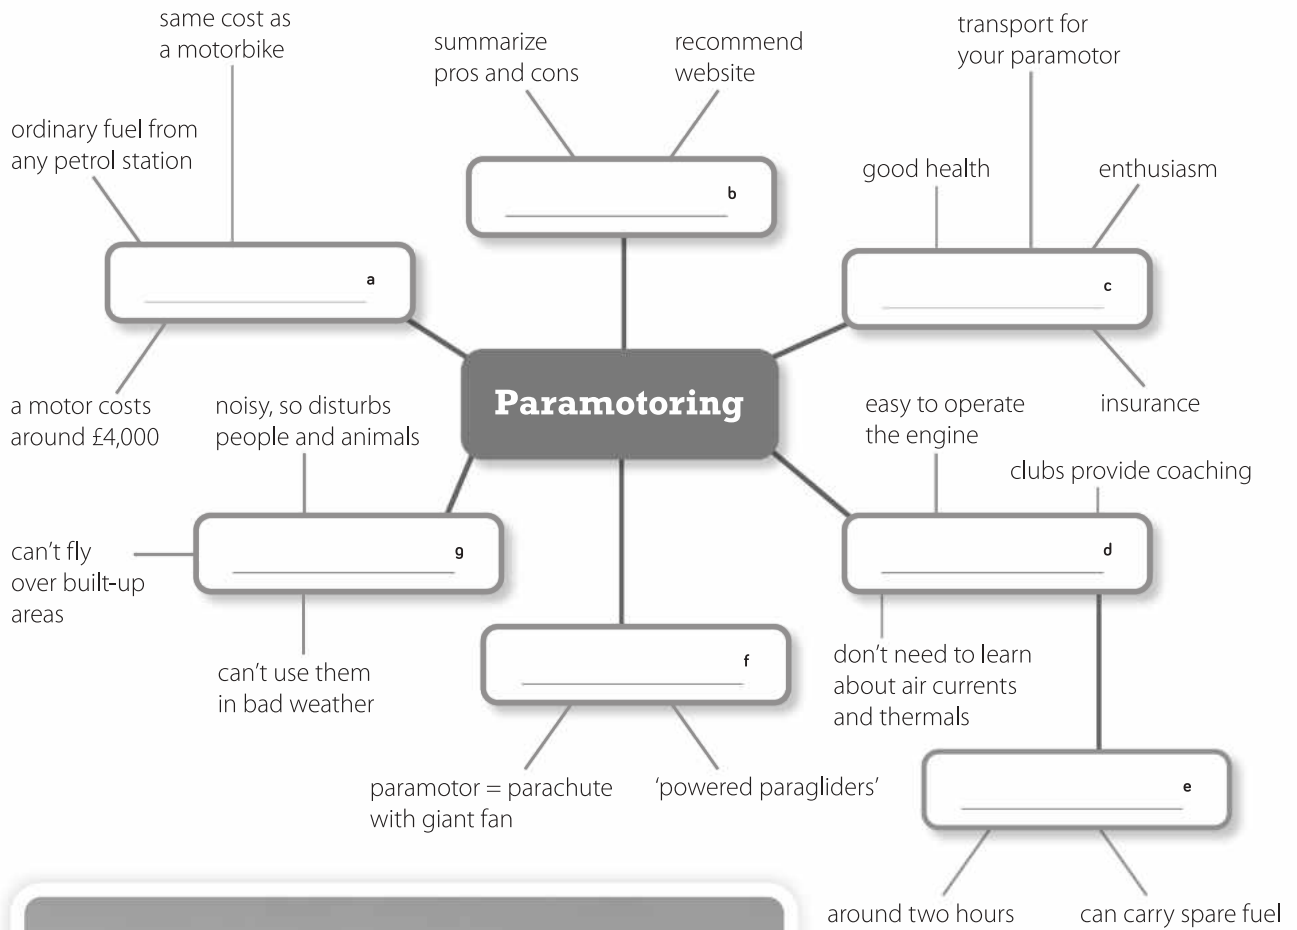 same cost as
a motorbike
summarize
pros and cons
recommend
website
transport for
your paramotor
ordinary fuel from
any petrol station
good health
enthusiasm
b
a
c
Paramotoring
a motor costs
around £4,000
noisy, so disturbs
people and animals
easy to operate
the engine
insurance
clubs provide coaching
can't fly
over built-up
areas
g
d
can't use them
in bad weather
f
don't need to learn
about air currents
and thermals
paramotor = parachute
with giant fan
'powered paragliders'
e
around two hours
can carry spare fuel